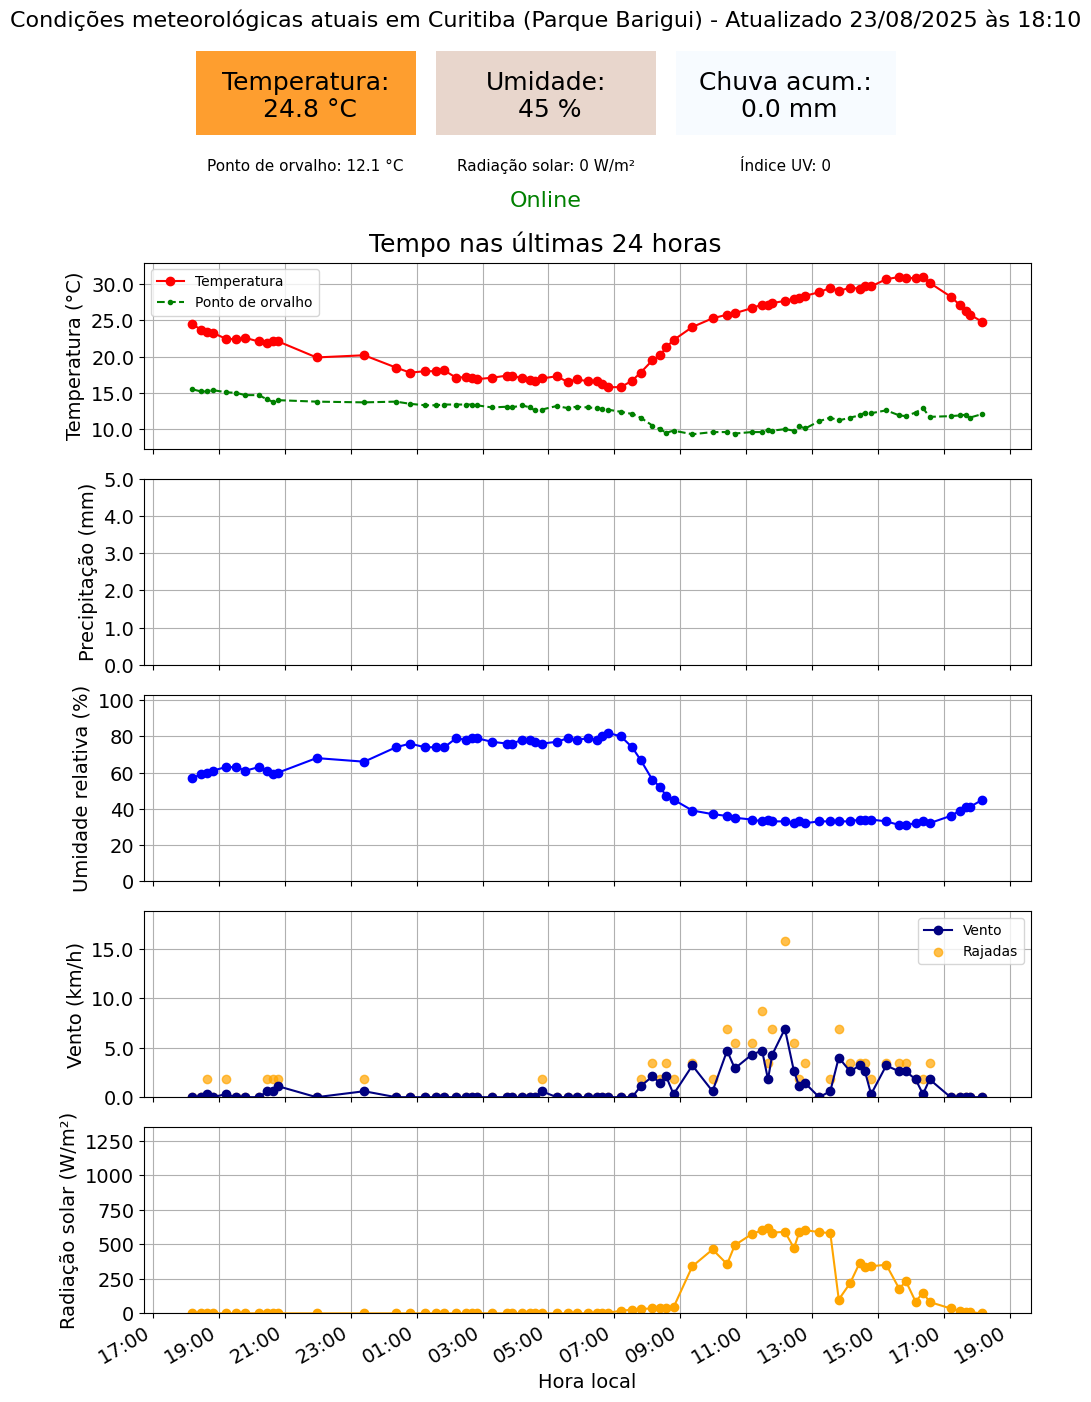 Condições meteorológicas atuais em Curitiba (Parque Barigui) - Atualizado 23/08/2025 às 18:10
Temperatura:
24.8 °C
Umidade:
45 %
Chuva acum.:
0.0 mm
Ponto de orvalho: 12.1 °C
Radiação solar: 0 W/m²
Índice UV: 0
Online
Tempo nas últimas 24 horas
Temperatura (°C)
30.0
25.0
20.0
15.0
10.0
Temperatura
Ponto de orvalho
Precipitação (mm)
5.0
4.0
3.0
2.0
1.0
0.0
Umidade relativa (%)
100
80
60
40
20
0
Vento (km/h)
15.0
10.0
5.0
0.0
Vento
Rajadas
Radiação solar (W/m²)
1250
1000
750
500
250
0
17:00
19:00
21:00
23:00
01:00
03:00
05:00
07:00
09:00
11:00
13:00
15:00
17:00
19:00
Hora local